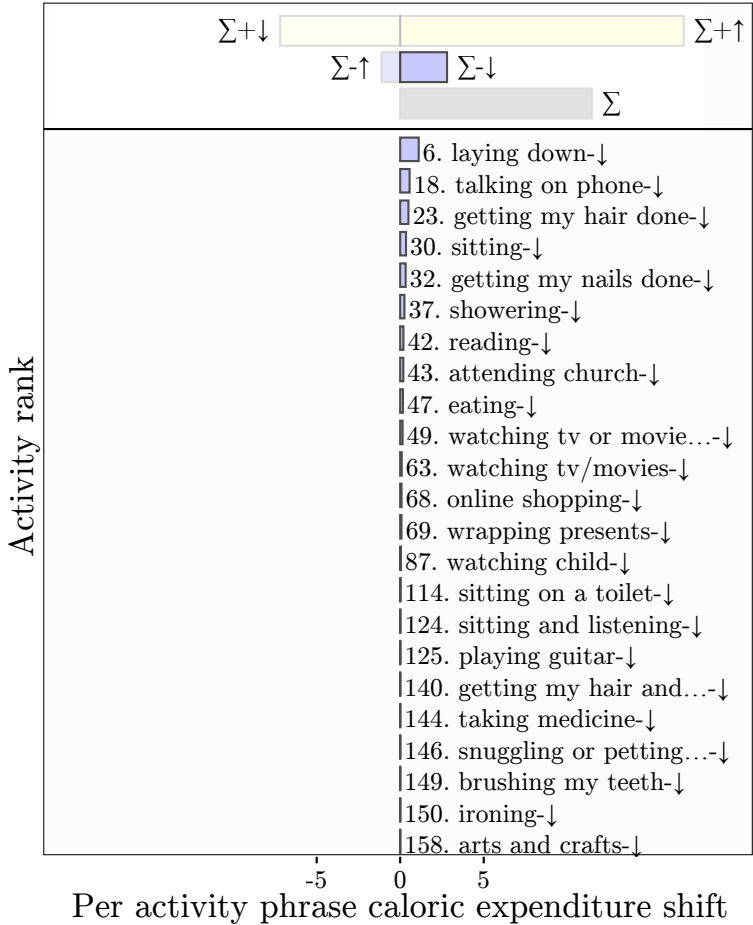 ∑+↓ ∑+↑
∑-↑ ∑-↓
∑
6. laying down-↓
18. talking on phone-↓
23. getting my hair done-↓
30. sitting-↓
32. getting my nails done-↓
37. showering-↓
42. reading-↓
43. attending church-↓
47. eating-↓
49. watching tv or movie...-↓
63. watching tv/movies-↓
68. online shopping-↓
69. wrapping presents-↓
87. watching child-↓
114. sitting on a toilet-↓
124. sitting and listening-↓
125. playing guitar-↓
140. getting my hair and...-↓
144. taking medicine-↓
146. snuggling or petting...-↓
149. brushing my teeth-↓
150. ironing-↓
158. arts and crafts-↓
Activity rank
-5 0 5
Per activity phrase caloric expenditure shift